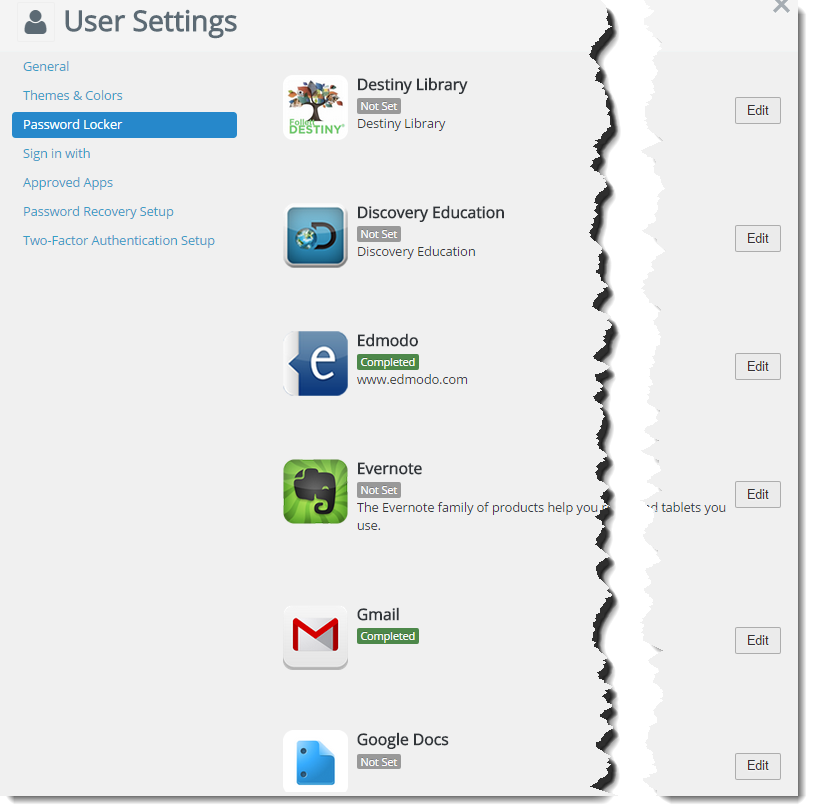 User Settings
General
Themes & Colors
Password Locker
Sign in with
Approved Apps
Password Recovery Setup
Two-Factor Authentication Setup
Follett
DESTINY
Destiny Library
Not Set
Destiny Library
Edit
Discovery Education
Not Set
Discovery Education
Edit
e
Edmodo
Completed
www.edmodo.com
Edit
Evernote
Not Set
The Evernote family of products help you tablets you
use.
Edit
Gmail
Completed
Edit
Google Docs
Not Set
Edit